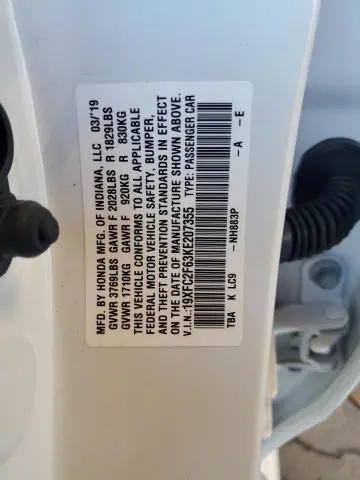 MFD. BY HONDA MFG. OF INDIANA, LLC 03/19
GVWR 3769LBS GAWR F 2028LBS R 1829LBS
GVWR 1710KG GAWR F 920KG R 830KG
THIS VEHICLE CONFORMS TO ALL APPLICABLE
FEDERAL MOTOR VEHICLE SAFETY, BUMPER,
AND THEFT PREVENTION STANDARDS IN EFFECT
ON THE DATE OF MANUFACTURE SHOWN ABOVE.
V.I.N.:19XFC2F63KE207355 TYPE: PASSENGER CAR
TBA K LC9 -NH883P -A -E